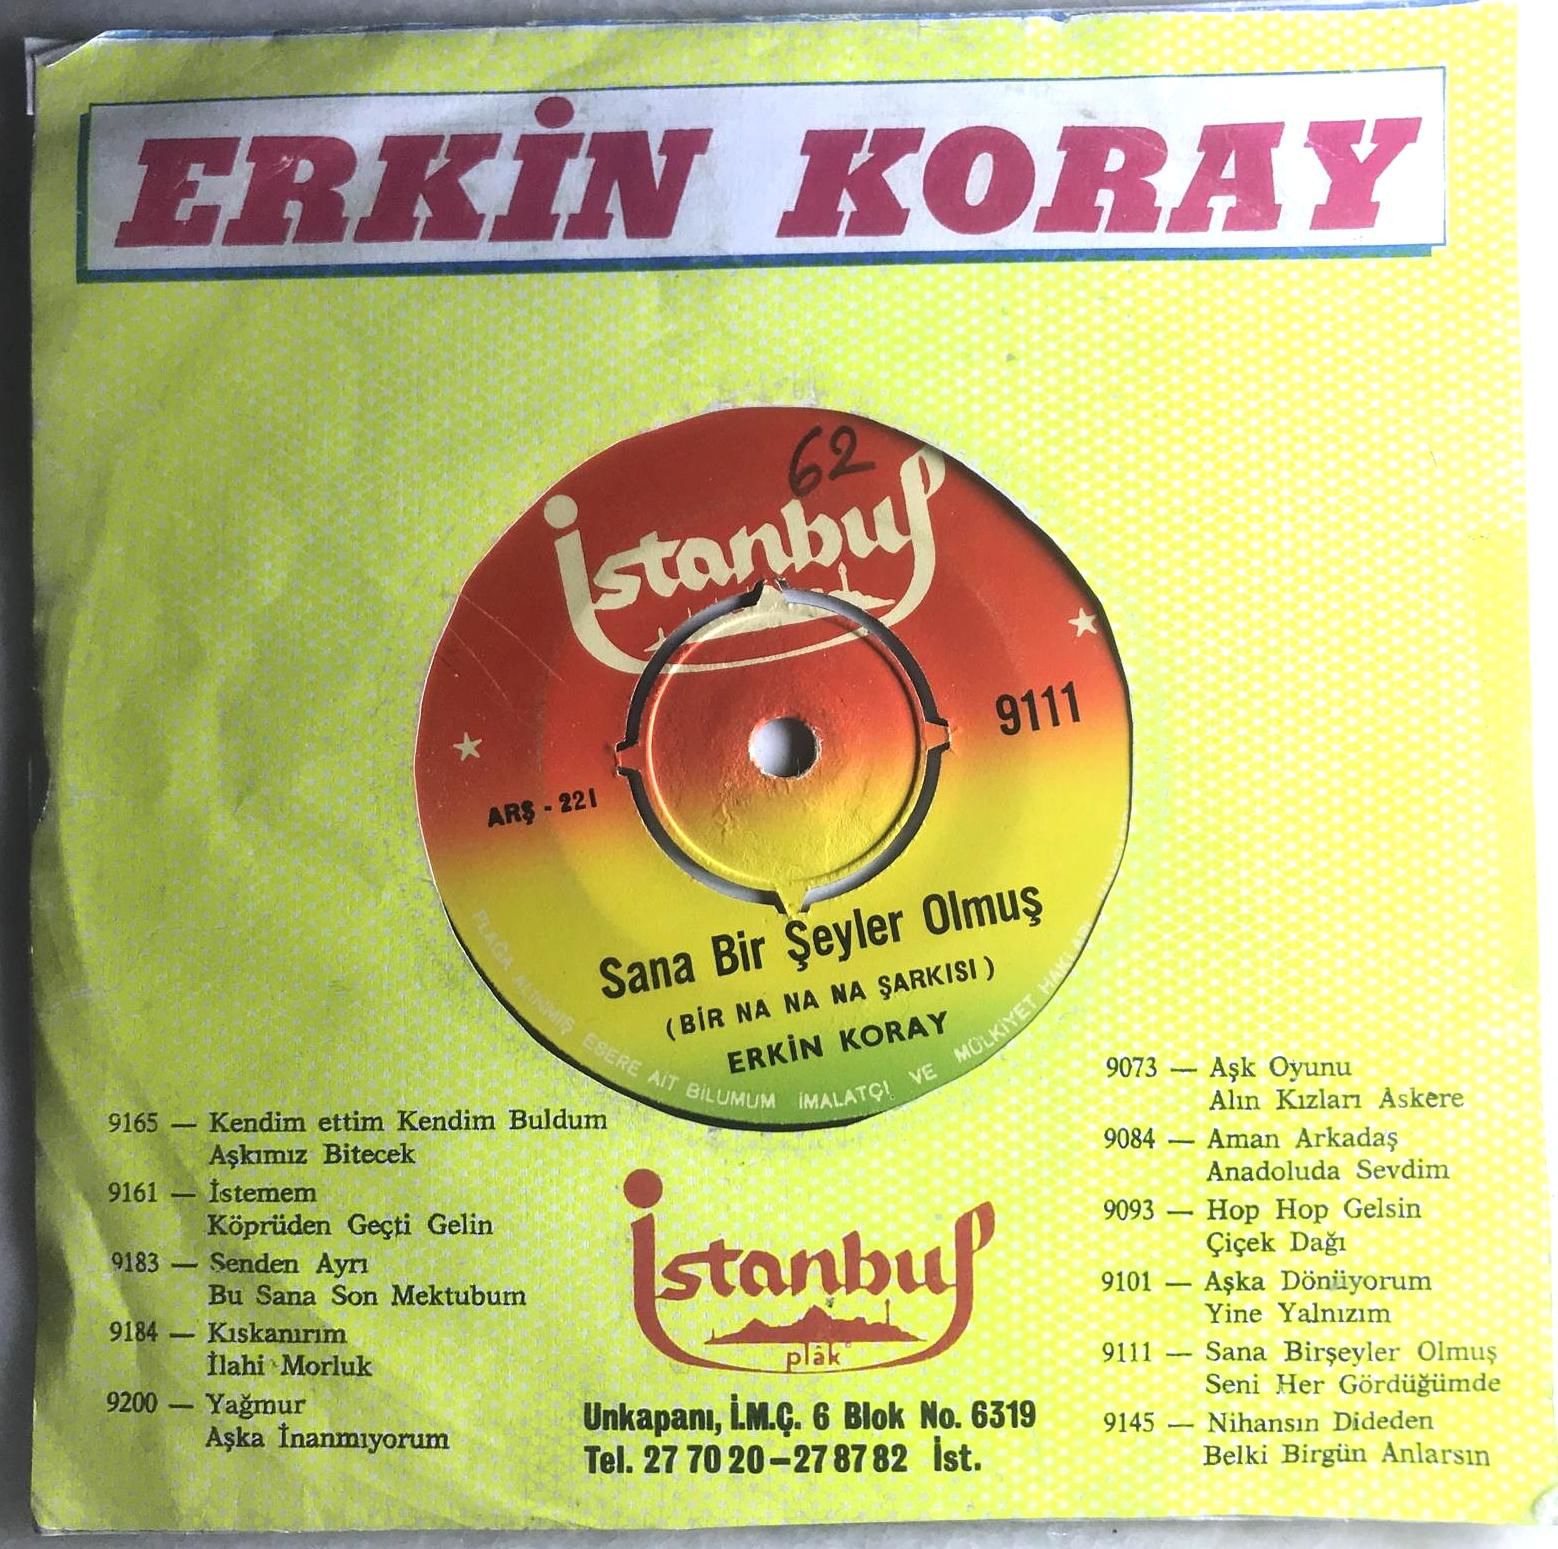 ERKİN KORAY
62
İstanbul
9111
ARŞ - 221
Sana Bir Şeyler Olmuş
(BİR NA NA NA ŞARKISI)
ERKİN KORAY
PLAĞA ALINMIŞ ESERE AİT BİLUMUM İMALATÇI VE MÜLKİYET
9165 — Kendim ettim Kendim Buldum
Aşkımız Bitecek
9161 — İstemem
Köprüden Geçti Gelin
9183 — Senden Ayrı
Bu Sana Son Mektubum
9184 — Kıskanırım
İlahi Morluk
9200 — Yağmur
Aşka İnanmıyorum
İstanbul
plâk
Unkapanı, İ.M.Ç. 6 Blok No. 6319
Tel. 27 70 20–27 87 82 İst.
9073 — Aşk Oyunu
Alın Kızları Askere
9084 — Aman Arkadaş
Anadoluda Sevdim
9093 — Hop Hop Gelsin
Çiçek Dağı
9101 — Aşka Dönüyorum
Yine Yalnızım
9111 — Sana Birşeyler Olmuş
Seni Her Gördüğümde
9145 — Nihansın Dideden
Belki Birgün Anlarsın